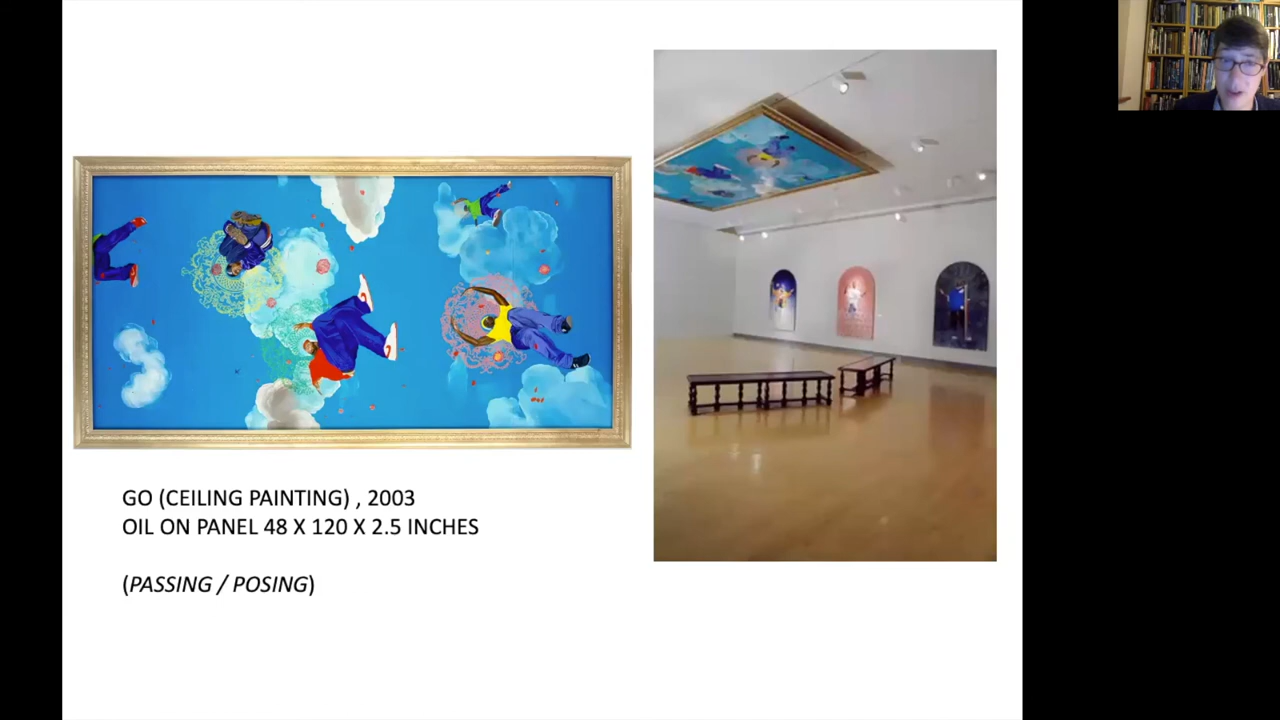 GO (CEILING PAINTING) , 2003
OIL ON PANEL 48 X 120 X 2.5 INCHES
(PASSING / POSING)